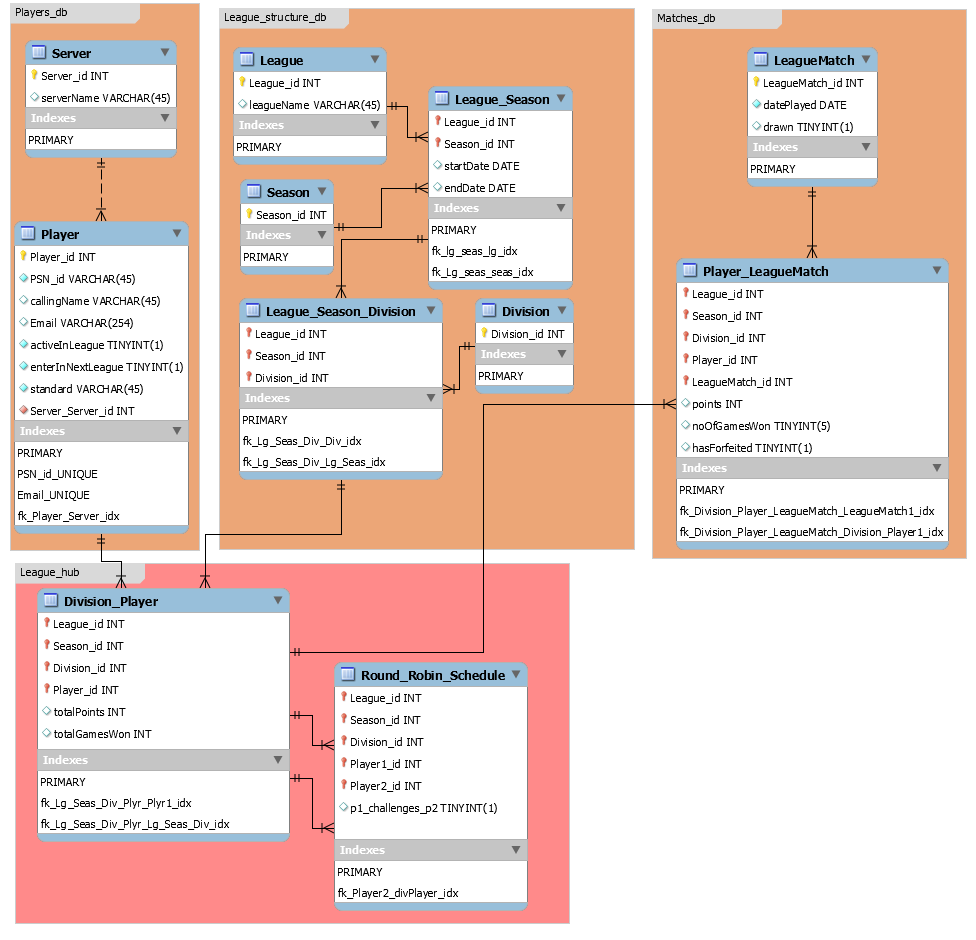 Players_db
Server
Server_id INT
serverName VARCHAR(45)
Indexes
PRIMARY
Player
Player_id INT
PSN_id VARCHAR(45)
callingName VARCHAR(45)
Email VARCHAR(254)
activeInLeague TINYINT(1)
enterInNextLeague TINYINT(1)
standard VARCHAR(45)
Server_Server_id INT
Indexes
PRIMARY
PSN_id_UNIQUE
Email_UNIQUE
fk_Player_Server_idx
League_structure_db
League
League_id INT
leagueName VARCHAR(45)
Indexes
PRIMARY
League_Season
League_id INT
Season_id INT
startDate DATE
endDate DATE
Indexes
PRIMARY
fk_lg_seas_lg_idx
fk_Lg_seas_seas_idx
Season
Season_id INT
Indexes
PRIMARY
League_Season_Division
League_id INT
Season_id INT
Division_id INT
Indexes
PRIMARY
fk_Lg_Seas_Div_Div_idx
fk_Lg_Seas_Div_Lg_Seas_idx
Division
Division_id INT
Indexes
PRIMARY
Matches_db
LeagueMatch
LeagueMatch_id INT
datePlayed DATE
drawn TINYINT(1)
Indexes
PRIMARY
Player_LeagueMatch
League_id INT
Season_id INT
Division_id INT
Player_id INT
LeagueMatch_id INT
points INT
noOfGamesWon TINYINT(5)
hasForfeited TINYINT(1)
Indexes
PRIMARY
fk_Division_Player_LeagueMatch_LeagueMatch1_idx
fk_Division_Player_LeagueMatch_Division_Player1_idx
League_hub
Division_Player
League_id INT
Season_id INT
Division_id INT
Player_id INT
totalPoints INT
totalGamesWon INT
Indexes
PRIMARY
fk_Lg_Seas_Div_Plyr_Plyr1_idx
fk_Lg_Seas_Div_Plyr_Lg_Seas_Div_idx
Round_Robin_Schedule
League_id INT
Season_id INT
Division_id INT
Player1_id INT
Player2_id INT
p1_challenges_p2 TINYINT(1)
Indexes
PRIMARY
fk_Player2_divPlayer_idx